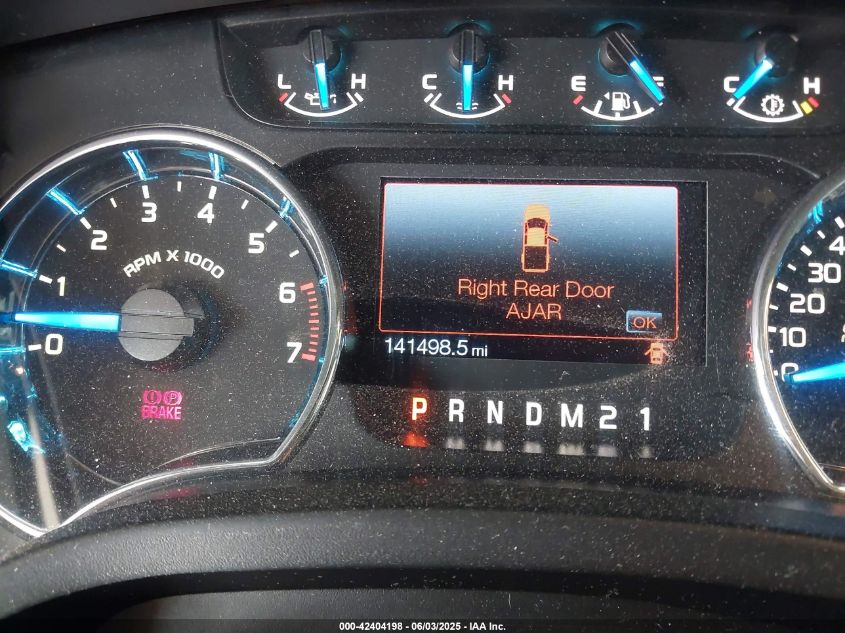 L H C H E F C H
1 2 3 4 5 6 7 0
RPM X 1000
BRAKE
P
Right Rear Door
AJAR
OK
141498.5 mi
P R N D M 2 1
40
30
20
10
0
000-42404198 - 06/03/2025 - IAA Inc.